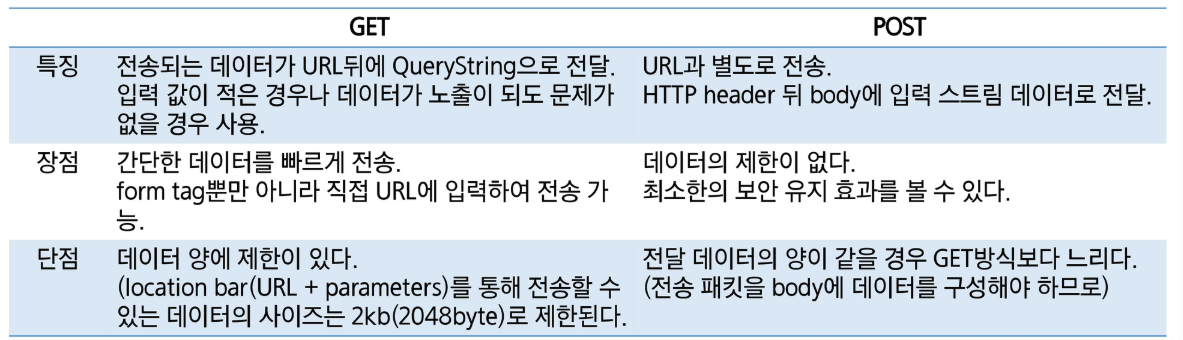 GET POST
특징
전송되는 데이터가 URL뒤에 QueryString으로 전달.
입력 값이 적은 경우나 데이터가 노출이 되도 문제가
없을 경우 사용.
URL과 별도로 전송.
HTTP header 뒤 body에 입력 스트림 데이터로 전달.
장점
간단한 데이터를 빠르게 전송.
form tag뿐만 아니라 직접 URL에 입력하여 전송 가
능.
데이터의 제한이 없다.
최소한의 보안 유지 효과를 볼 수 있다.
단점
데이터 양에 제한이 있다.
(location bar(URL + parameters)를 통해 전송할 수
있는 데이터의 사이즈는 2kb(2048byte)로 제한된다.
전달 데이터의 양이 같을 경우 GET방식보다 느리다.
(전송 패킷을 body에 데이터를 구성해야 하므로)